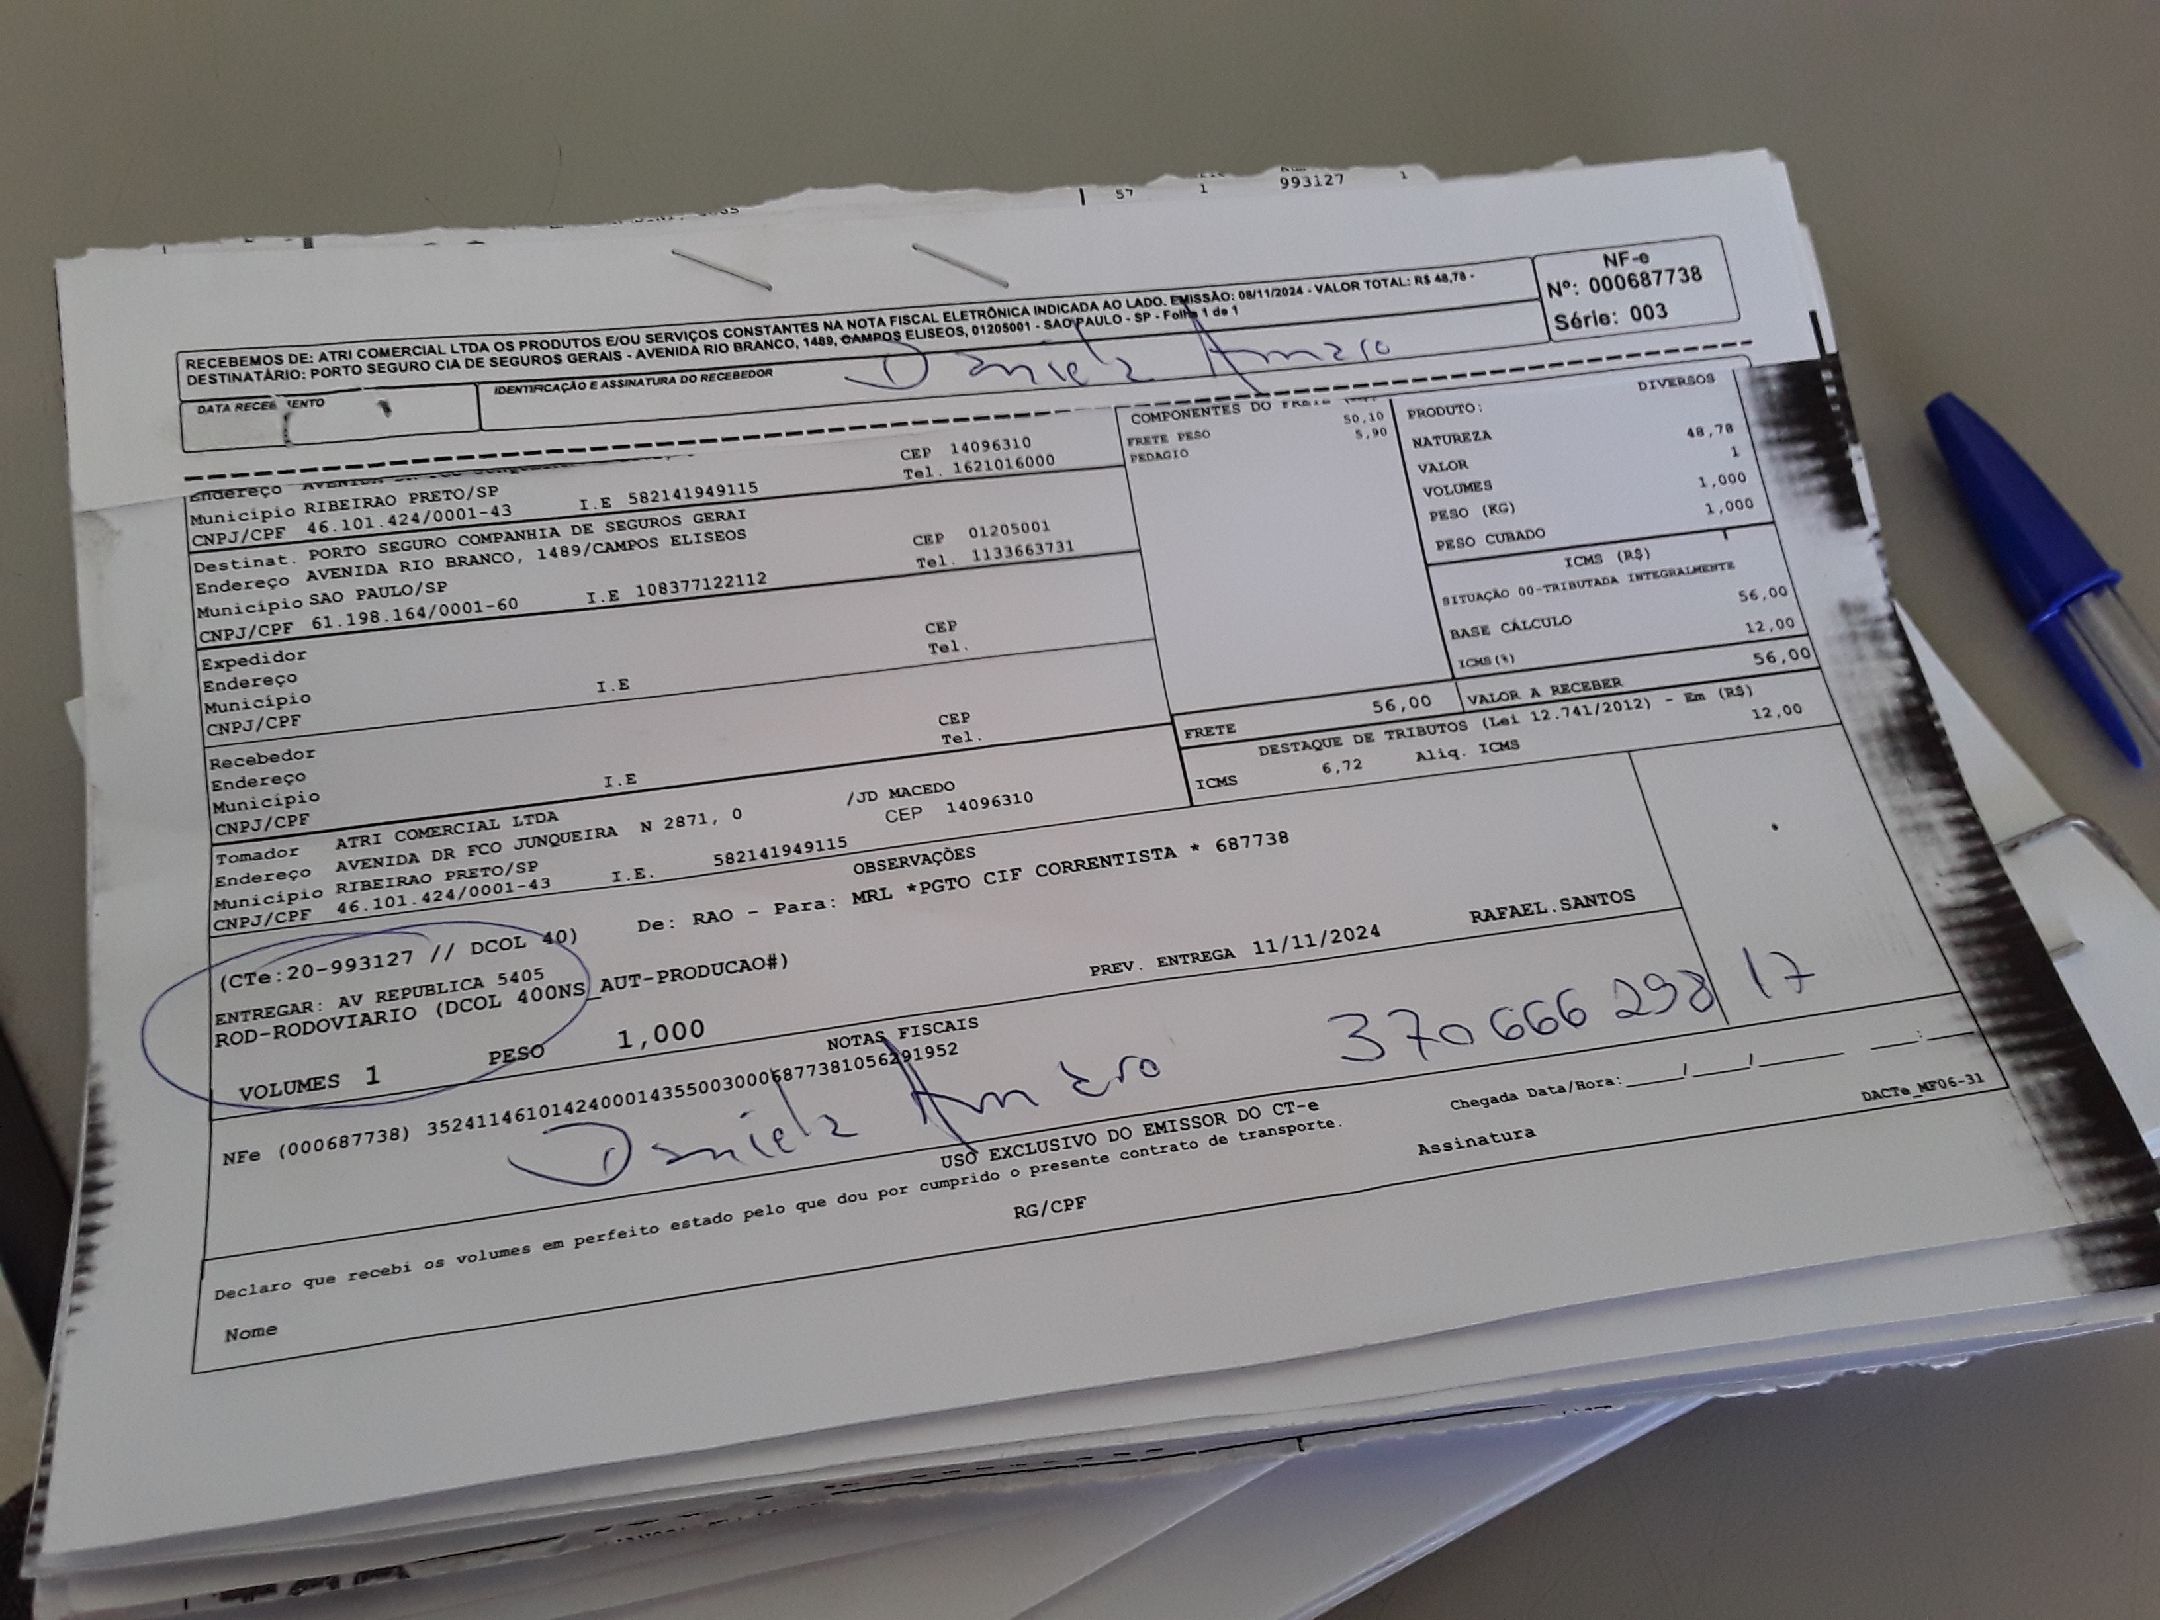 57 1 993127 1
RECEBEMOS DE: ATRI COMERCIAL LTDA OS PRODUTOS E/OU SERVIÇOS CONSTANTES NA NOTA FISCAL ELETRÔNICA INDICADA AO LADO. EMISSÃO: 08/11/2024 - VALOR TOTAL: R$ 48,78 -
DESTINATÁRIO: PORTO SEGURO CIA DE SEGUROS GERAIS - AVENIDA RIO BRANCO, 1489, CAMPOS ELISEOS, 01205001 - SAO PAULO - SP - Folha 1 de 1
NF-e
Nº: 000687738
Série: 003
DATA RECEBIMENTO
IDENTIFICAÇÃO E ASSINATURA DO RECEBEDOR
Daniela Amaro
Endereço AVENIDA DR FCO CEP 14096310
Município RIBEIRAO PRETO/SP Tel. 1621016000
CNPJ/CPF 46.101.424/0001-43 I.E 582141949115
Destinat. PORTO SEGURO COMPANHIA DE SEGUROS GERAI
Endereço AVENIDA RIO BRANCO, 1489/CAMPOS ELISEOS CEP 01205001
Município SAO PAULO/SP Tel. 1133663731
CNPJ/CPF 61.198.164/0001-60 I.E 108377122112
Expedidor
Endereço CEP
Município Tel.
CNPJ/CPF I.E
Recebedor
Endereço CEP
Município Tel.
CNPJ/CPF I.E
Tomador ATRI COMERCIAL LTDA
Endereço AVENIDA DR FCO JUNQUEIRA N 2871, 0 /JD MACEDO
Município RIBEIRAO PRETO/SP CEP 14096310
CNPJ/CPF 46.101.424/0001-43 I.E. 582141949115
COMPONENTES DO FRETE
FRETE PESO 50,10
PEDAGIO 5,90
PRODUTO: DIVERSOS
NATUREZA
VALOR 48,78
VOLUMES 1
PESO (KG) 1,000
PESO CUBADO 1,000
ICMS (R$)
SITUAÇÃO 00-TRIBUTADA INTEGRALMENTE
BASE CÁLCULO 56,00
ICMS(%) 12,00
FRETE 56,00 VALOR A RECEBER 56,00
DESTAQUE DE TRIBUTOS (Lei 12.741/2012) - Em (R$)
ICMS 6,72 Aliq. ICMS 12,00
OBSERVAÇÕES
(CTe:20-993127 // DCOL 40) De: RAO - Para: MRL *PGTO CIF CORRENTISTA * 687738
ENTREGAR: AV REPUBLICA 5405
ROD-RODOVIARIO (DCOL 400NS_AUT-PRODUCAO#) PREV. ENTREGA 11/11/2024 RAFAEL.SANTOS
VOLUMES 1 PESO 1,000
NOTAS FISCAIS
NFe (000687738) 35241146101424000143550030006877381056291952
Daniela Amaro 370666298 17
USO EXCLUSIVO DO EMISSOR DO CT-e
Declaro que recebi os volumes em perfeito estado pelo que dou por cumprido o presente contrato de transporte.
Chegada Data/Hora:_____/_____/_______ ___:___
Nome RG/CPF Assinatura
DACTe_MF06-31